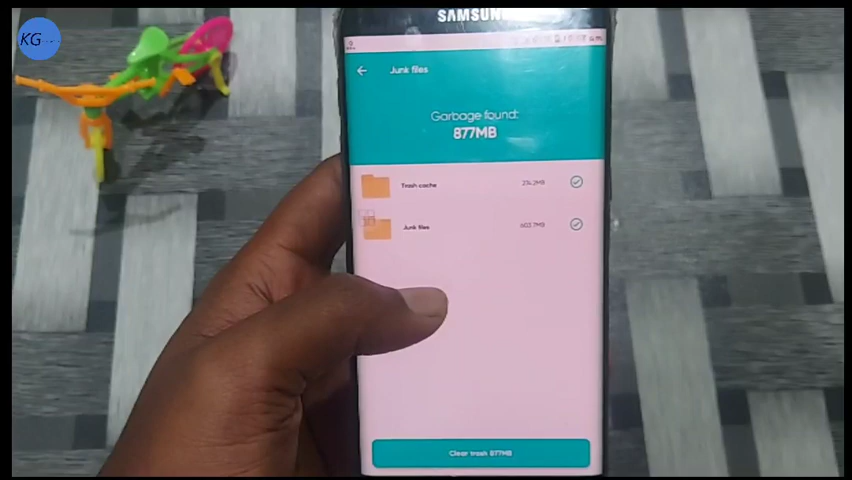 KG
SAMSUNG
Junk files
Garbage found:
877MB
Trash cache
Junk files
Clear trash 877MB